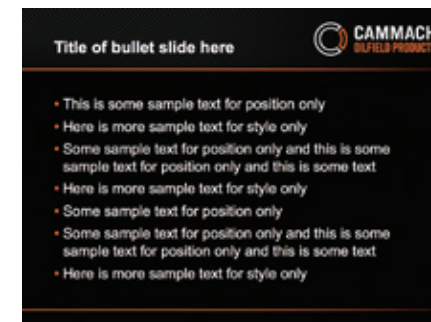 Title of bullet slide here
CAMMACH
OILFIELD PRODUCT
• This is some sample text for position only
• Here is more sample text for style only
• Some sample text for position only and this is some
sample text for position only and this is some text
• Here is more sample text for style only
• Some sample text for position only
• Some sample text for position only and this is some
sample text for position only and this is some text
• Here is more sample text for style only